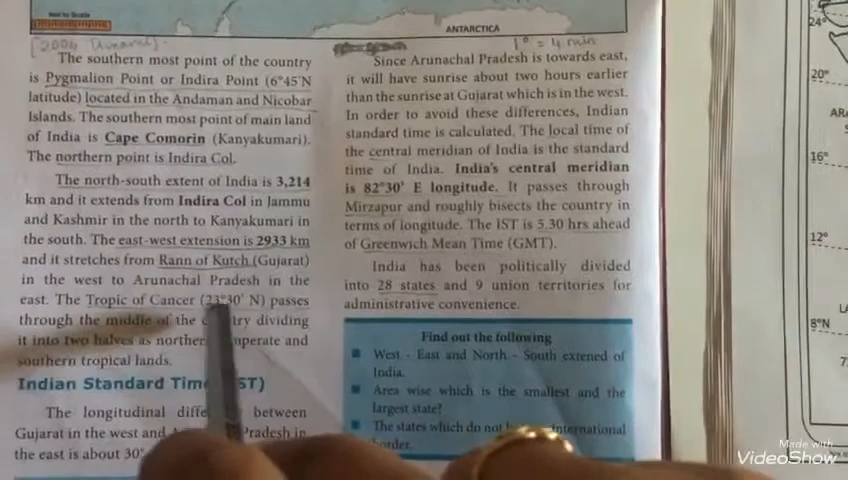 ANTARCTICA
1° = 4 min
The southern most point of the country
is Pygmalion Point or Indira Point (6°45'N
latitude) located in the Andaman and Nicobar
Islands. The southern most point of main land
of India is Cape Comorin (Kanyakumari).
The northern point is Indira Col.
The north-south extent of India is 3,214
km and it extends from Indira Col in Jammu
and Kashmir in the north to Kanyakumari in
the south. The east-west extension is 2933 km
and it stretches from Rann of Kutch (Gujarat)
in the west to Arunachal Pradesh in the
east. The Tropic of Cancer (23°30' N) passes
through the middle of the dividing
it into two halves as and
southern tropical lands.
Indian Standard ST)
The longitudinal between
Gujarat in the west and Pradesh in
the east is about 30°
Since Arunachal Pradesh is towards east,
it will have sunrise about two hours earlier
than the sunrise at Gujarat which is in the west.
In order to avoid these differences, Indian
standard time is calculated. The local time of
the central meridian of India is the standard
time of India. India's central meridian
is 82°30' E longitude. It passes through
Mirzapur and roughly bisects the country in
terms of longitude. The IST is 5.30 hrs ahead
of Greenwich Mean Time (GMT).
India has been politically divided
into 28 states and 9 union territories for
administrative convenience.
Find out the following
West - East and North - South extened of
India.
Area wise which is the smallest and the
largest state?
The states which do not international
border.
24°
20°
16°
12°
8°N
Made with
VideoShow